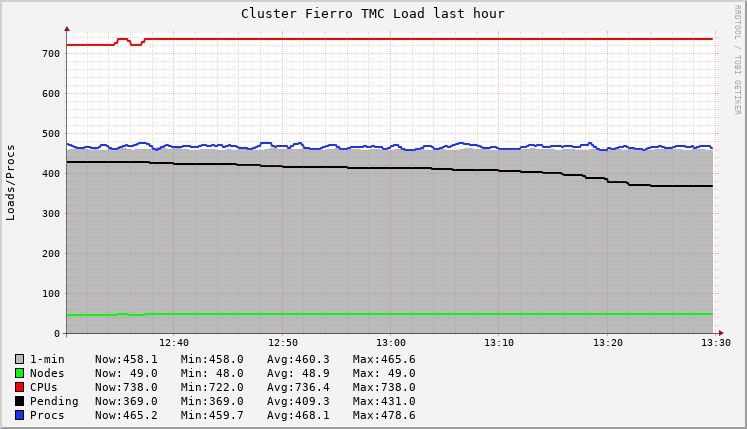 Cluster Fierro TMC Load last hour
RRDTOOL / TOBI OETIKER
Loads/Procs
700
600
500
400
300
200
100
0
12:40 12:50 13:00 13:10 13:20 13:30
1-min Now:458.1 Min:458.0 Avg:460.3 Max:465.6
Nodes Now: 49.0 Min: 48.0 Avg: 48.9 Max: 49.0
CPUs Now:738.0 Min:722.0 Avg:736.4 Max:738.0
Pending Now:369.0 Min:369.0 Avg:409.3 Max:431.0
Procs Now:465.2 Min:459.7 Avg:468.1 Max:478.6